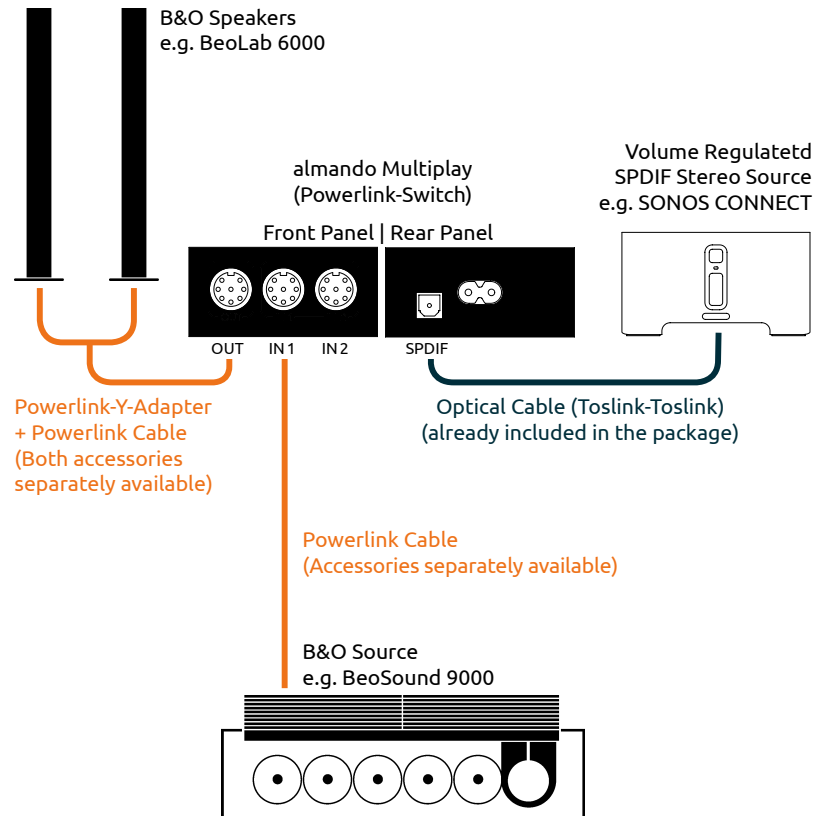 B&O Speakers
e.g. BeoLab 6000
almando Multiplay
(Powerlink-Switch)
Front Panel | Rear Panel
Volume Regulatetd
SPDIF Stereo Source
e.g. SONOS CONNECT
OUT
IN 1
IN 2
SPDIF
Powerlink-Y-Adapter
+ Powerlink Cable
(Both accessories
separately available)
Optical Cable (Toslink-Toslink)
(already included in the package)
Powerlink Cable
(Accessories separately available)
B&O Source
e.g. BeoSound 9000